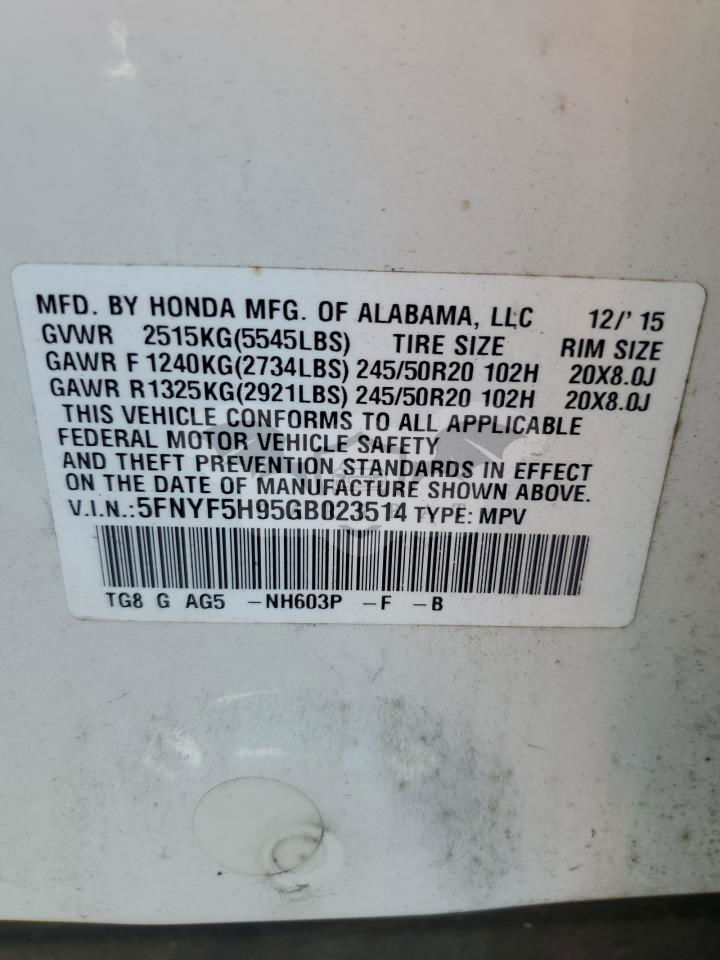 MFD. BY HONDA MFG. OF ALABAMA, LLC 12/'15
GVWR 2515KG(5545LBS) TIRE SIZE RIM SIZE
GAWR F 1240KG(2734LBS) 245/50R20 102H 20X8.0J
GAWR R1325KG(2921LBS) 245/50R20 102H 20X8.0J
THIS VEHICLE CONFORMS TO ALL APPLICABLE
FEDERAL MOTOR VEHICLE SAFETY
AND THEFT PREVENTION STANDARDS IN EFFECT
ON THE DATE OF MANUFACTURE SHOWN ABOVE.
V.I.N.:5FNYF5H95GB023514 TYPE: MPV
TG8 G AG5 -NH603P -F -B